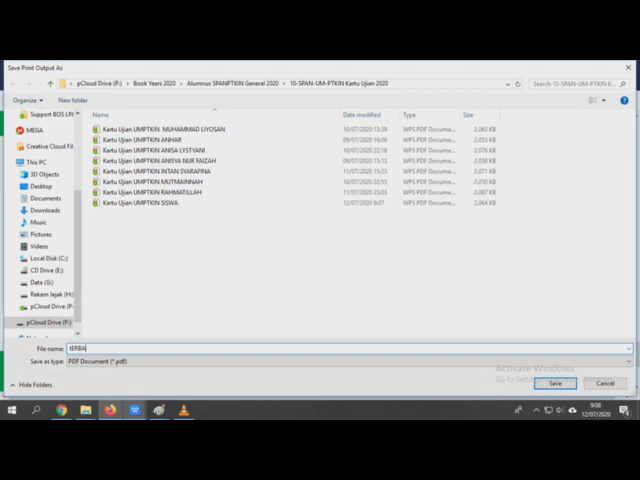 Save Print Output As
pCloud Drive (P:) > Book Years 2020 > Alumnus SPANPTKIN General 2020 > 10-SPAN-UM-PTKIN Kartu Ujian 2020
Search 10-SPAN-UM-PTKIN K...
Organize
New folder
Name
Date modified
Type
Size
Support BOS LPJ
MEGA
Creative Cloud Fil
This PC
3D Objects
Desktop
Documents
Downloads
Music
Pictures
Videos
Local Disk (C:)
CD Drive (E:)
Data (G:)
Rekam Jejak (H:)
pCloud Drive (P:
pCloud Drive (P:)
Kartu Ujian UMPTKIN MUHAMMAD LIYOSAN 10/07/2020 13:39 WPS PDF Docume... 2,063 KB
Kartu Ujian UMPTKIN ANHAR 09/07/2020 16:06 WPS PDF Docume... 2,053 KB
Kartu Ujian UMPTKIN ANISA LYSTYANI 10/07/2020 22:18 WPS PDF Docume... 2,076 KB
Kartu Ujian UMPTKIN ANISYA NUR FAIZAH 09/07/2020 15:13 WPS PDF Docume... 2,058 KB
Kartu Ujian UMPTKIN INTAN SYARAFINA 11/07/2020 15:23 WPS PDF Docume... 2,071 KB
Kartu Ujian UMPTKIN MUTMAINNAH 10/07/2020 22:55 WPS PDF Docume... 2,050 KB
Kartu Ujian UMPTKIN RAHMATILLAH 11/07/2020 23:03 WPS PDF Docume... 2,087 KB
Kartu Ujian UMPTKIN SISWA 12/07/2020 9:07 WPS PDF Docume... 2,064 KB
File name: tERBA
Save as type: PDF Document (*.pdf)
Activate Windows
Go to Settings
Hide Folders
Save
Cancel
9:08
12/07/2020